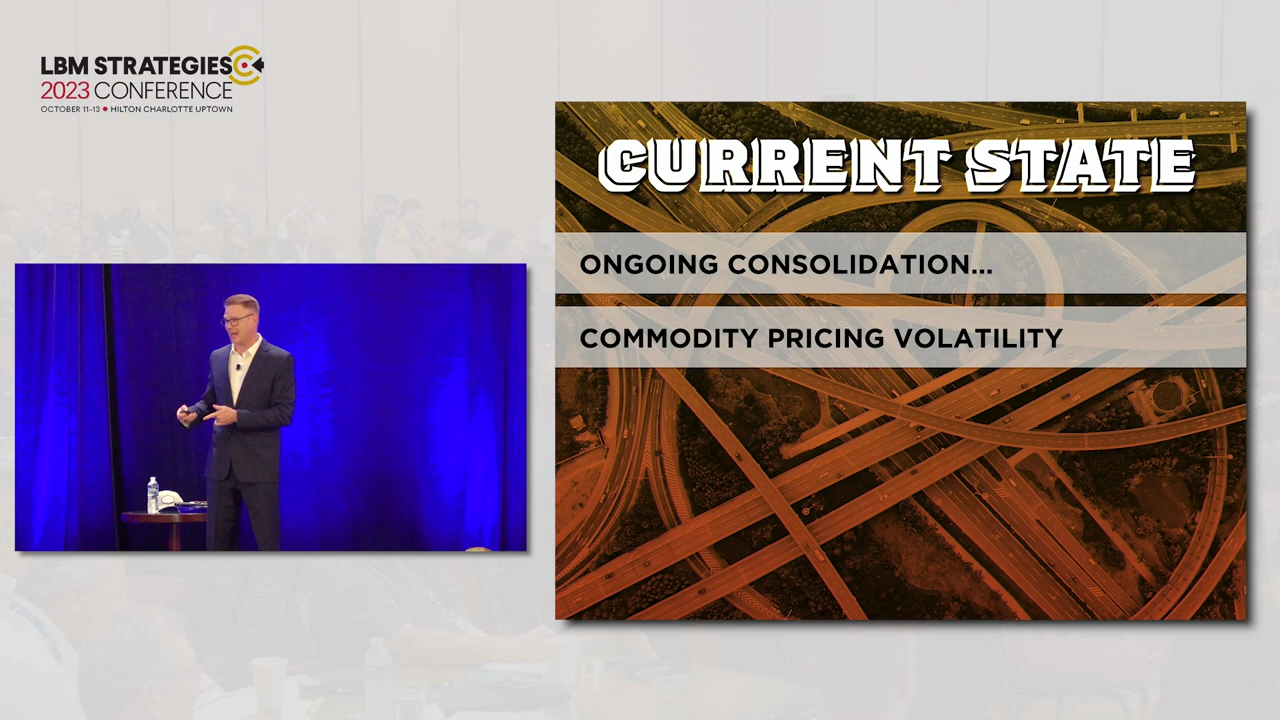 LBM STRATEGIES
2023 CONFERENCE
OCTOBER 11-13 • HILTON CHARLOTTE UPTOWN
CURRENT STATE
ONGOING CONSOLIDATION...
COMMODITY PRICING VOLATILITY